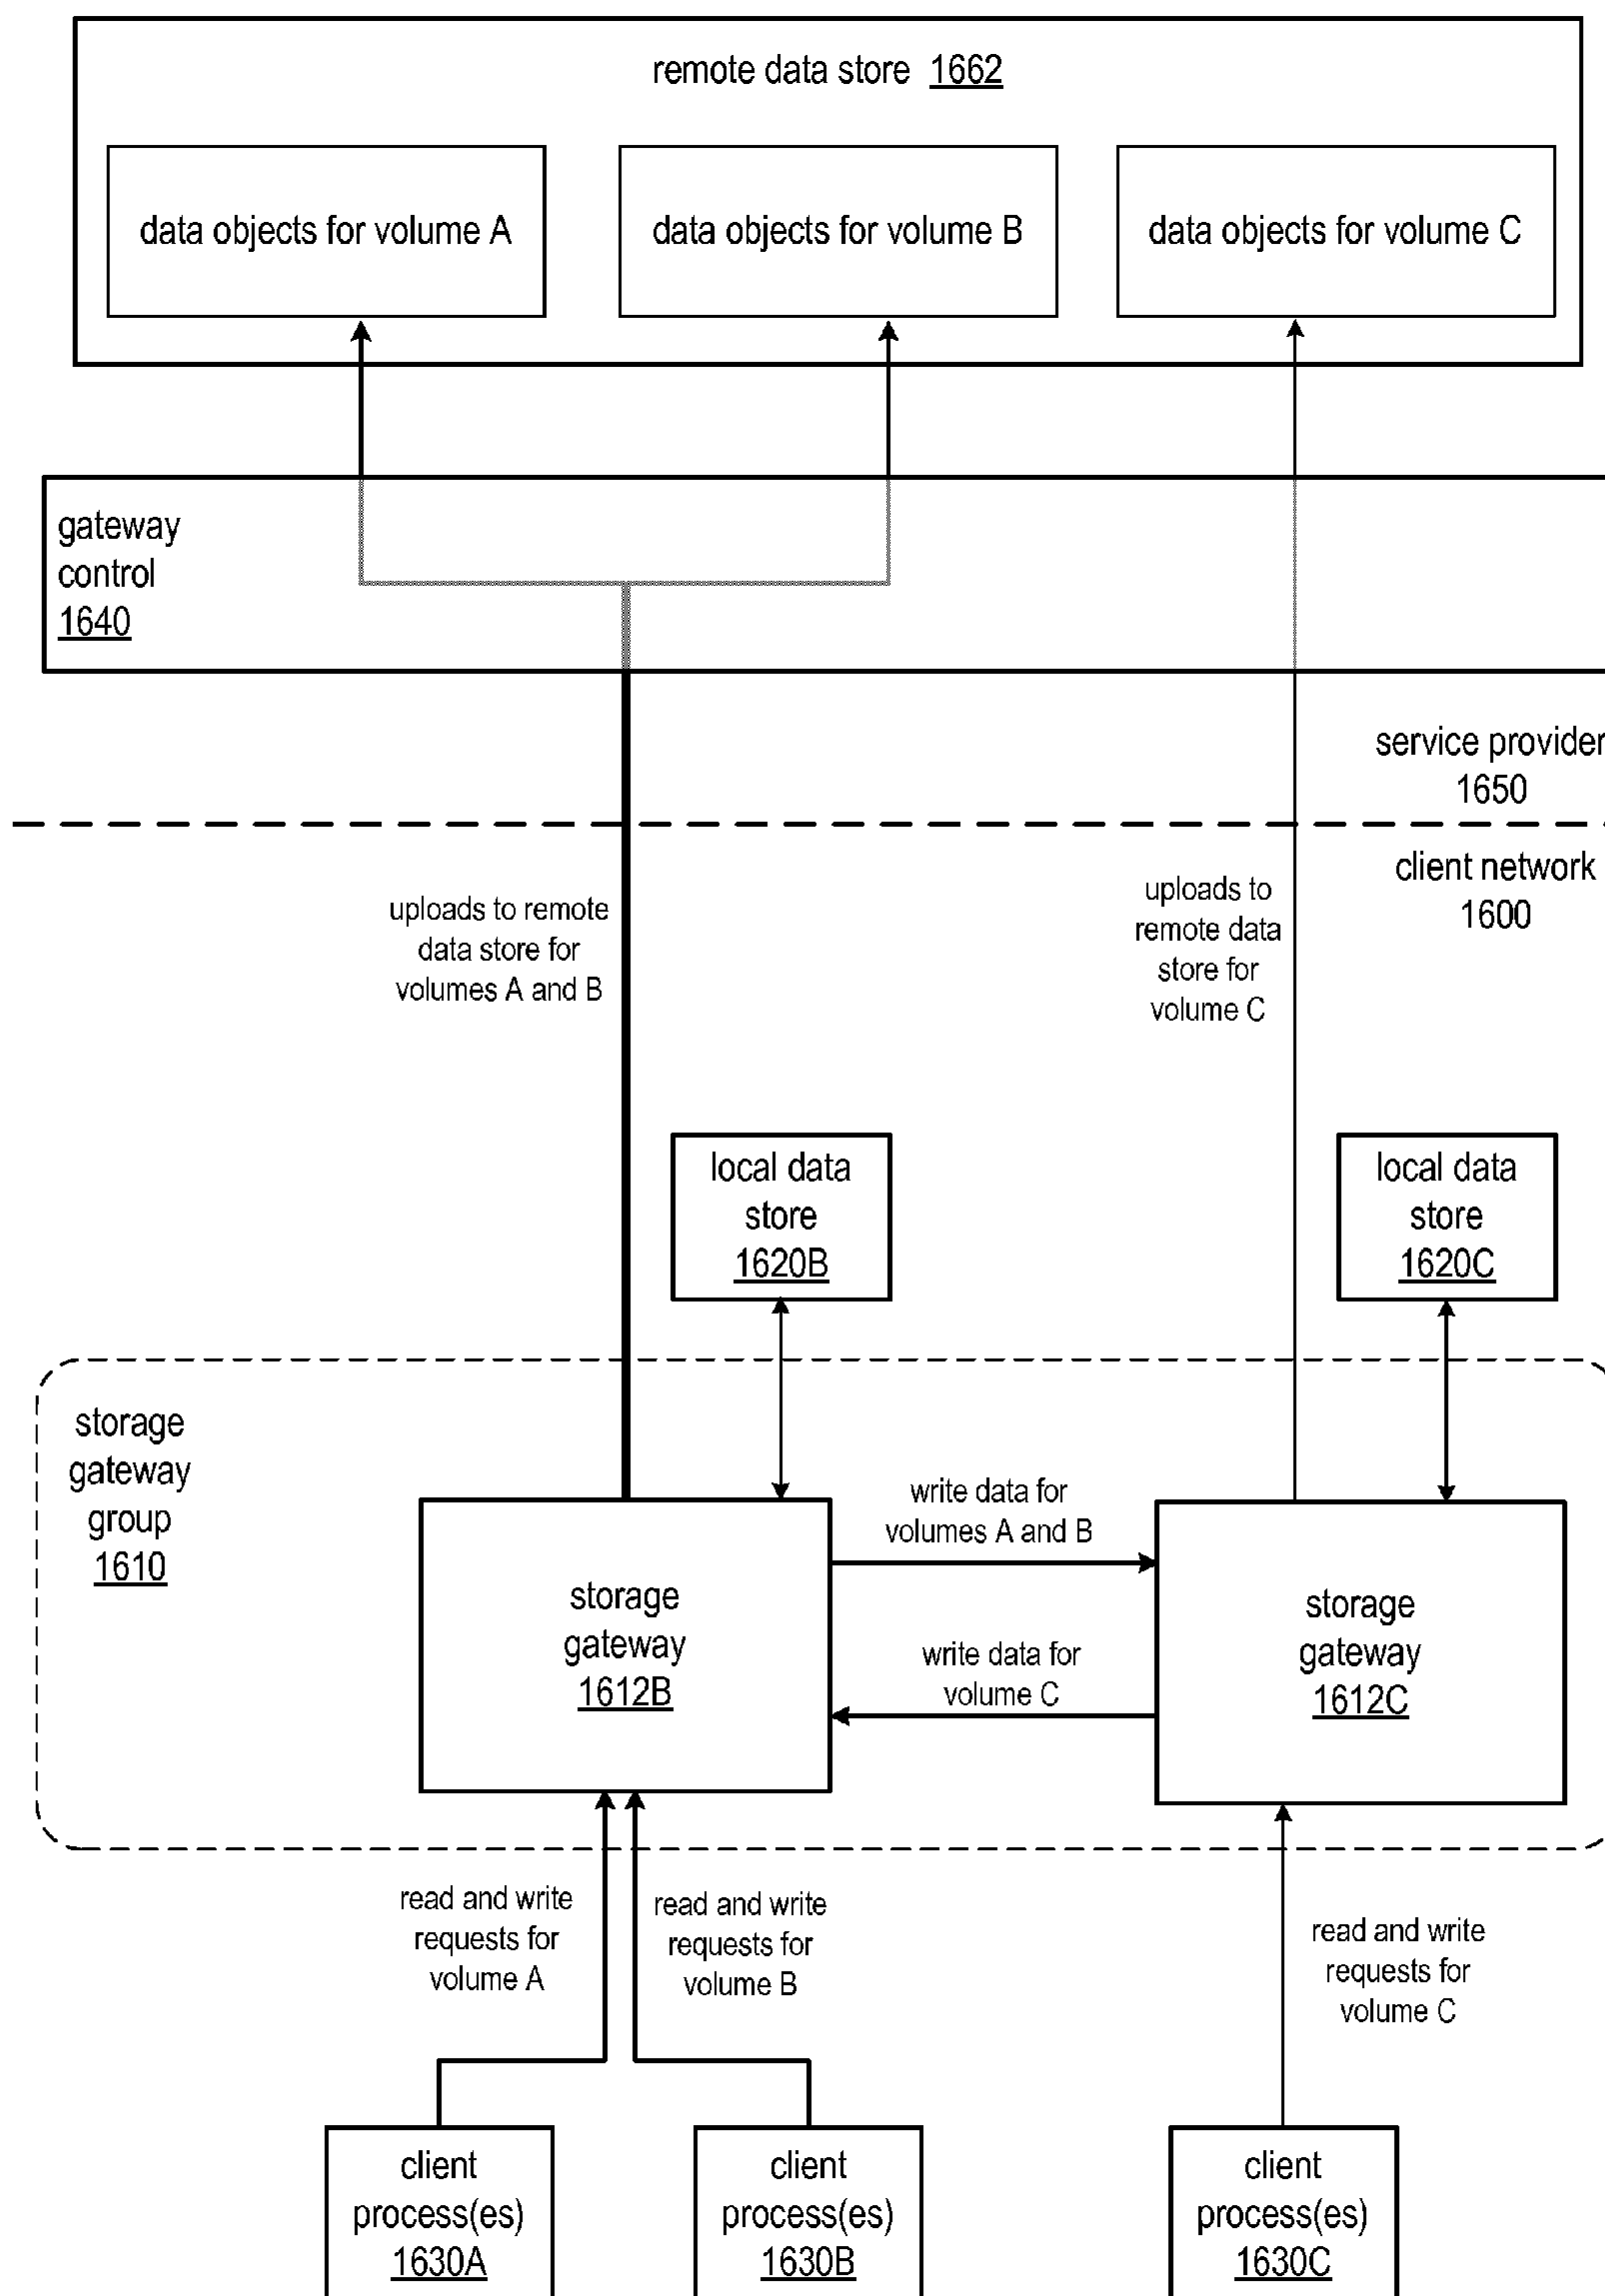 remote data store 1662
data objects for volume A
data objects for volume B
data objects for volume C
gateway
control
1640
service provider
1650
client network
1600
uploads to remote
data store for
volumes A and B
uploads to
remote data
store for
volume C
local data
store
1620B
local data
store
1620C
storage
gateway
group
1610
write data for
volumes A and B
storage
gateway
1612B
write data for
volume C
storage
gateway
1612C
read and write
requests for
volume A
read and write
requests for
volume B
read and write
requests for
volume C
client
process(es)
1630A
client
process(es)
1630B
client
process(es)
1630C